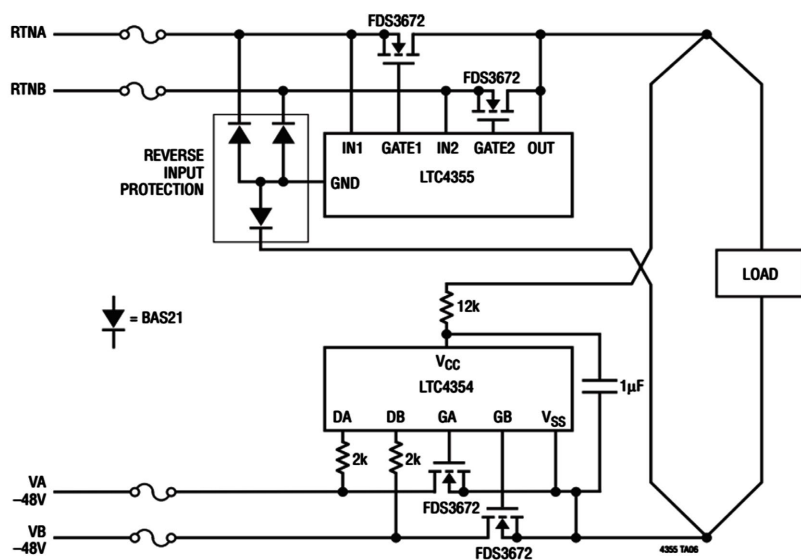 FDS3672
RTNA
FDS3672
RTNB
REVERSE
INPUT
PROTECTION
IN1 GATE1 IN2 GATE2 OUT
GND
LTC4355
LOAD
12k
= BAS21
VCC
LTC4354
1µF
DA DB GA GB VSS
2k 2k
VA
–48V
FDS3672
VB
–48V
FDS3672
4355 TA06